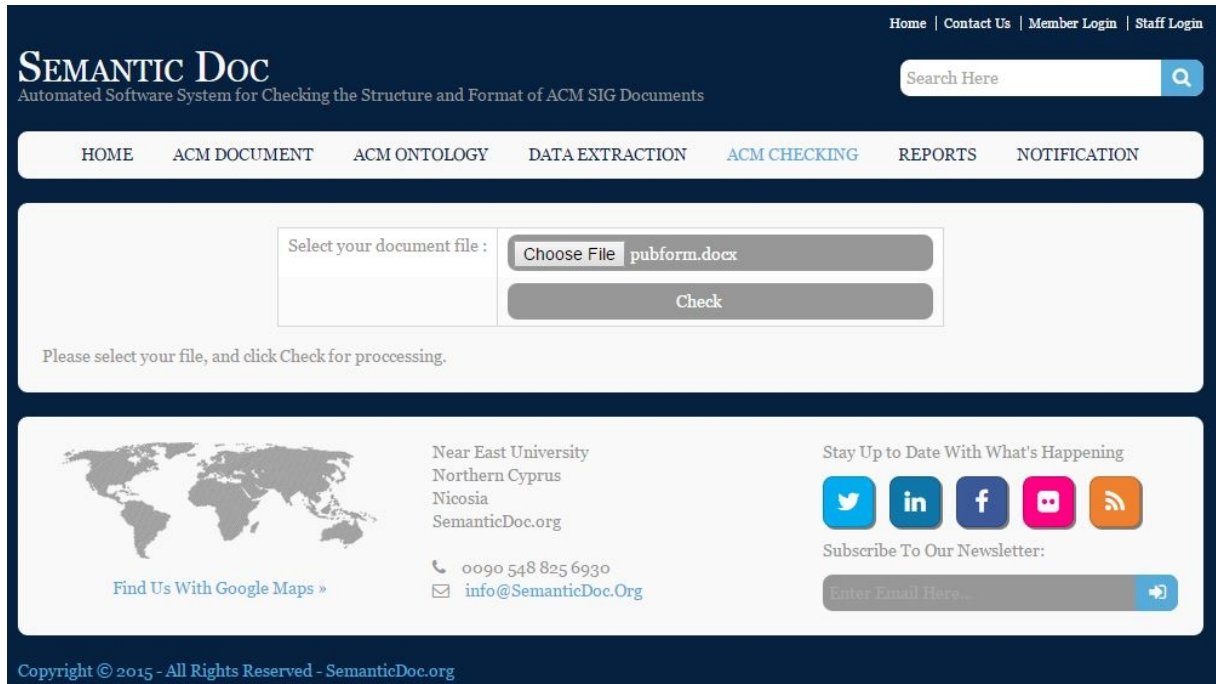 Home | Contact Us | Member Login | Staff Login
SEMANTIC DOC
Automated Software System for Checking the Structure and Format of ACM SIG Documents
Search Here
HOME ACM DOCUMENT ACM ONTOLOGY DATA EXTRACTION ACM CHECKING REPORTS NOTIFICATION
Select your document file :
Choose File pubform.docx
Check
Please select your file, and click Check for proccessing.
Find Us With Google Maps »
Near East University
Northern Cyprus
Nicosia
SemanticDoc.org
0090 548 825 6930
info@SemanticDoc.Org
Stay Up to Date With What's Happening
in f
Subscribe To Our Newsletter:
Enter Email Here...
Copyright © 2015 - All Rights Reserved - SemanticDoc.org